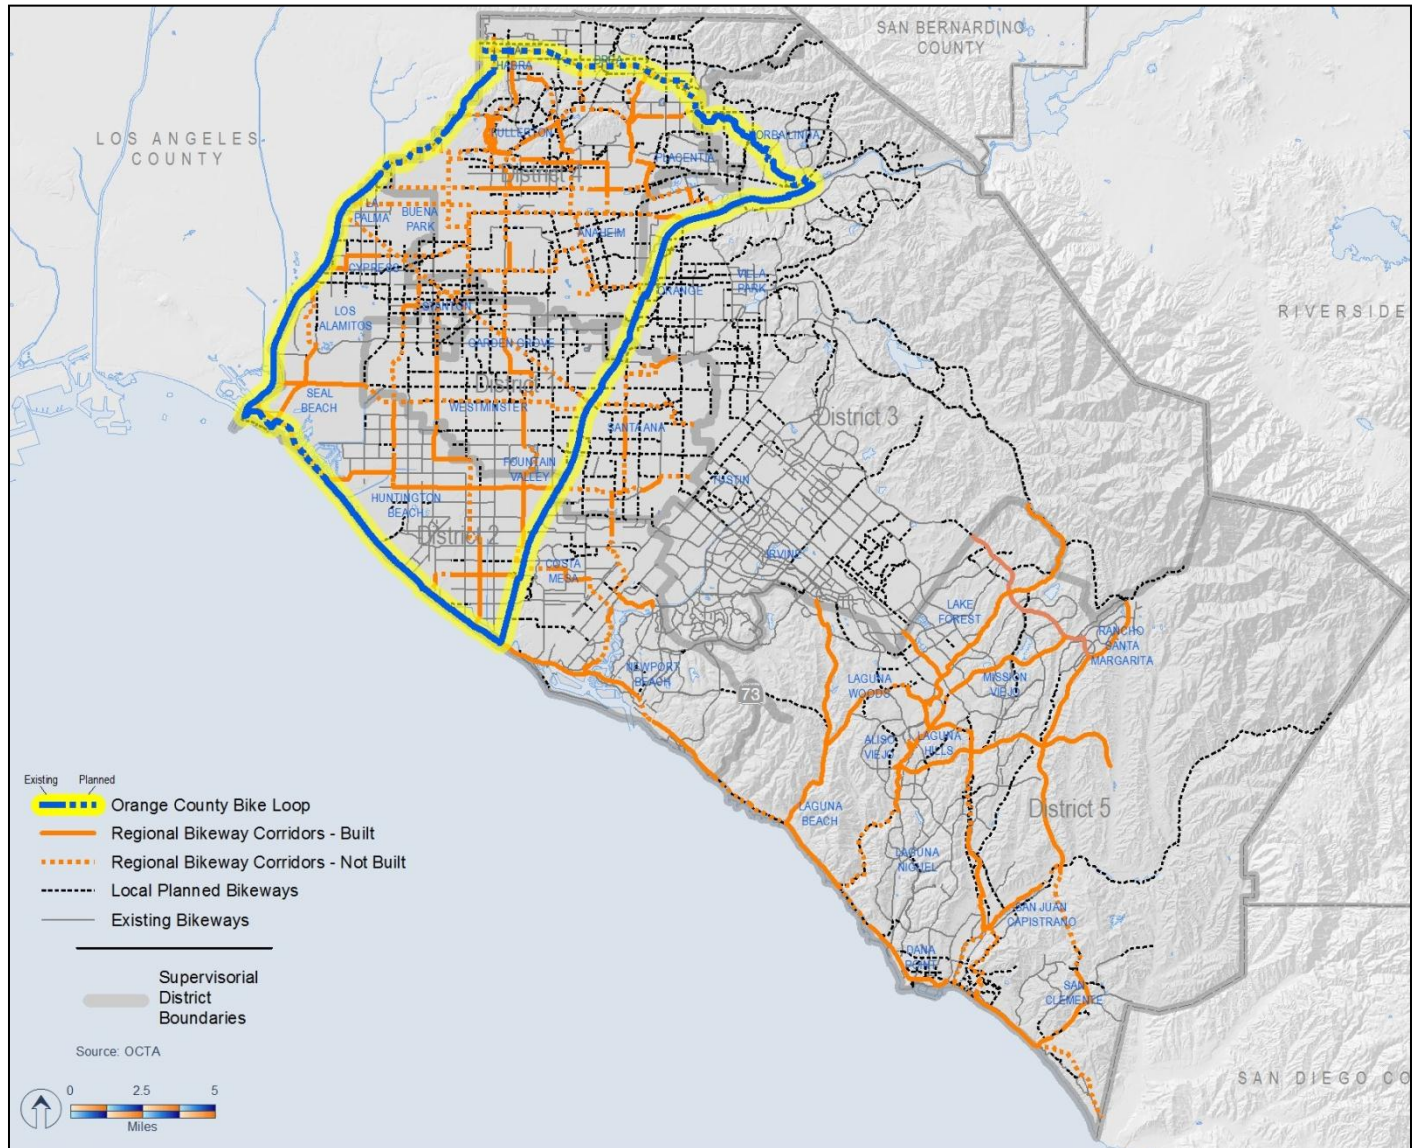 SAN BERNARDINO
COUNTY
LOS ANGELES
COUNTY
HABRA
BREA
FULLERTON
YORBA LINDA
PLACENTIA
District 4
LA
PALMA
BUENA
PARK
ANAHEIM
CYPRESS
VILLA
PARK
ORANGE
STANTON
LOS
ALAMITOS
RIVERSIDE
GARDEN GROVE
District 1
SEAL
BEACH
WESTMINSTER
SANTA ANA
District 3
FOUNTAIN
VALLEY
TUSTIN
HUNTINGTON
BEACH
District 2
IRVINE
COSTA
MESA
LAKE
FOREST
RANCHO
SANTA
MARGARITA
NEWPORT
BEACH
LAGUNA
WOODS
MISSION
VIEJO
73
ALISO
VIEJO
LAGUNA
HILLS
LAGUNA
BEACH
District 5
LAGUNA
NIGUEL
SAN JUAN
CAPISTRANO
DANA
POINT
SAN
CLEMENTE
SAN DIEGO CO
Existing Planned
Orange County Bike Loop
Regional Bikeway Corridors - Built
Regional Bikeway Corridors - Not Built
Local Planned Bikeways
Existing Bikeways
Supervisorial
District
Boundaries
Source: OCTA
0 2.5 5
Miles